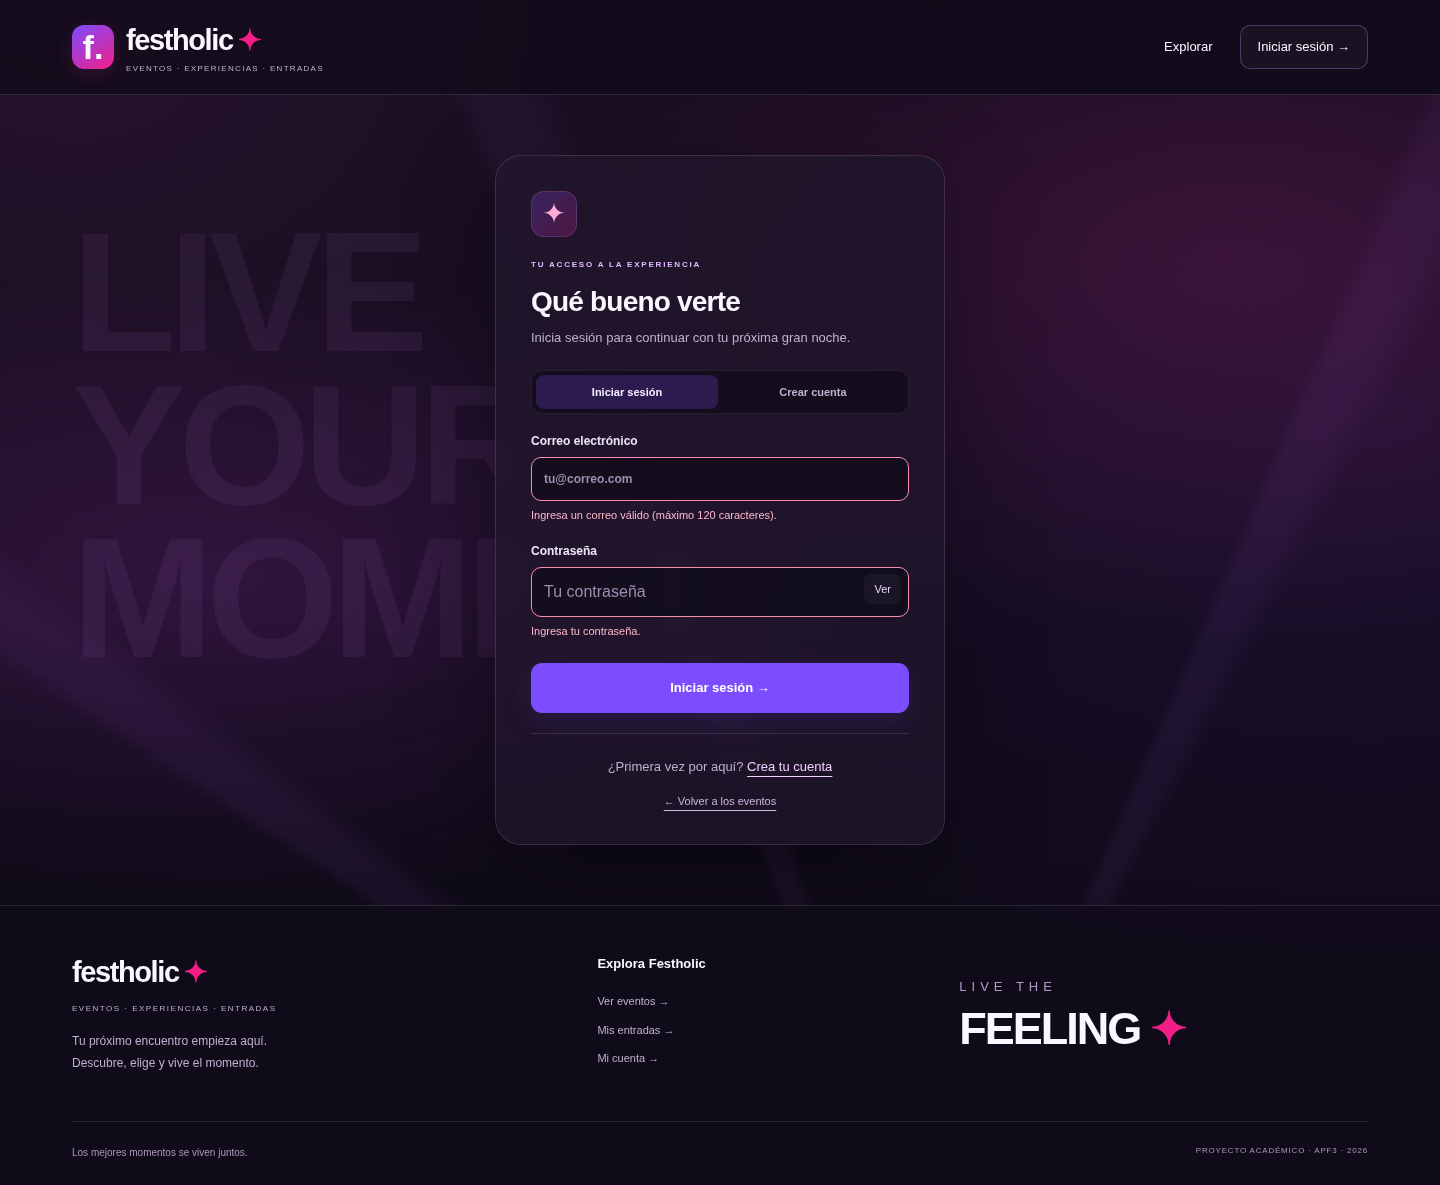 f.
festholic ✦
EVENTOS · EXPERIENCIAS · ENTRADAS
Explorar
Iniciar sesión →
LIVE
YOUR
MOME
✦
TU ACCESO A LA EXPERIENCIA
Qué bueno verte
Inicia sesión para continuar con tu próxima gran noche.
Iniciar sesión
Crear cuenta
Correo electrónico
tu@correo.com
Ingresa un correo válido (máximo 120 caracteres).
Contraseña
Tu contraseña
Ver
Ingresa tu contraseña.
Iniciar sesión →
¿Primera vez por aquí? Crea tu cuenta
← Volver a los eventos
festholic ✦
EVENTOS · EXPERIENCIAS · ENTRADAS
Tu próximo encuentro empieza aquí.
Descubre, elige y vive el momento.
Explora Festholic
Ver eventos →
Mis entradas →
Mi cuenta →
LIVE THE
FEELING ✦
Los mejores momentos se viven juntos.
PROYECTO ACADÉMICO · APF3 · 2026